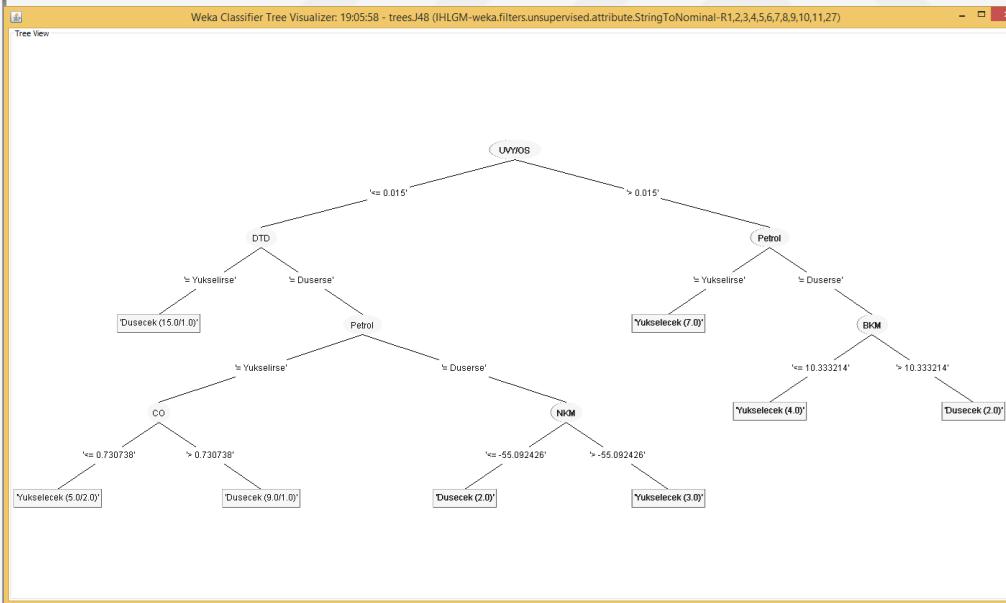 Weka Classifier Tree Visualizer: 19:05:58 - trees.J48 (IHLGM-weka.filters.unsupervised.attribute.StringToNominal-R1,2,3,4,5,6,7,8,9,10,11,27)
Tree View
UVY/OS
'<= 0.015' '> 0.015'
DTD Petrol
'= Yukselirse' '= Duserse' '= Yukselirse' '= Duserse'
'Dusecek (15.0/1.0)' Petrol 'Yukselecek (7.0)' BKM
'= Yukselirse' '= Duserse' '<= 10.333214' '> 10.333214'
CO NKM 'Yukselecek (4.0)' 'Dusecek (2.0)'
'<= 0.730738' '> 0.730738' '<= -55.092426' '> -55.092426'
'Yukselecek (5.0/2.0)' 'Dusecek (9.0/1.0)' 'Dusecek (2.0)' 'Yukselecek (3.0)'